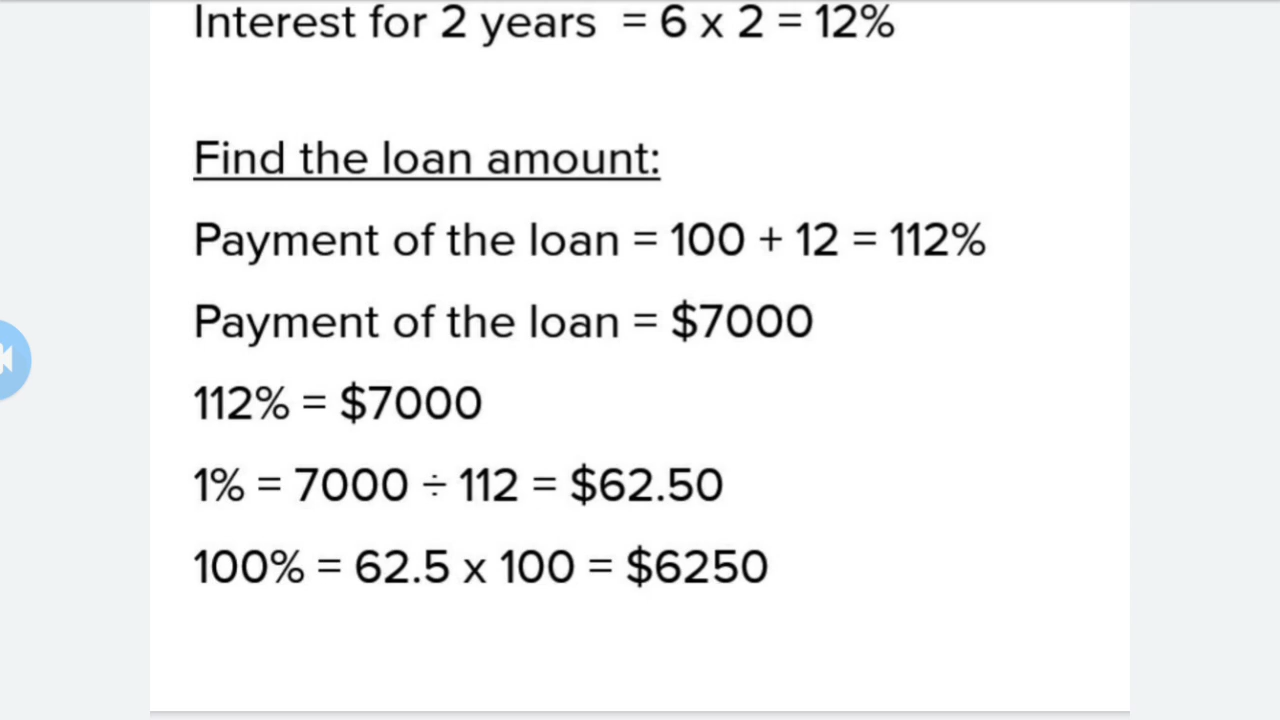 Interest for 2 years = 6 x 2 = 12%
Find the loan amount:
Payment of the loan = 100 + 12 = 112%
Payment of the loan = $7000
112% = $7000
1% = 7000 ÷ 112 = $62.50
100% = 62.5 x 100 = $6250